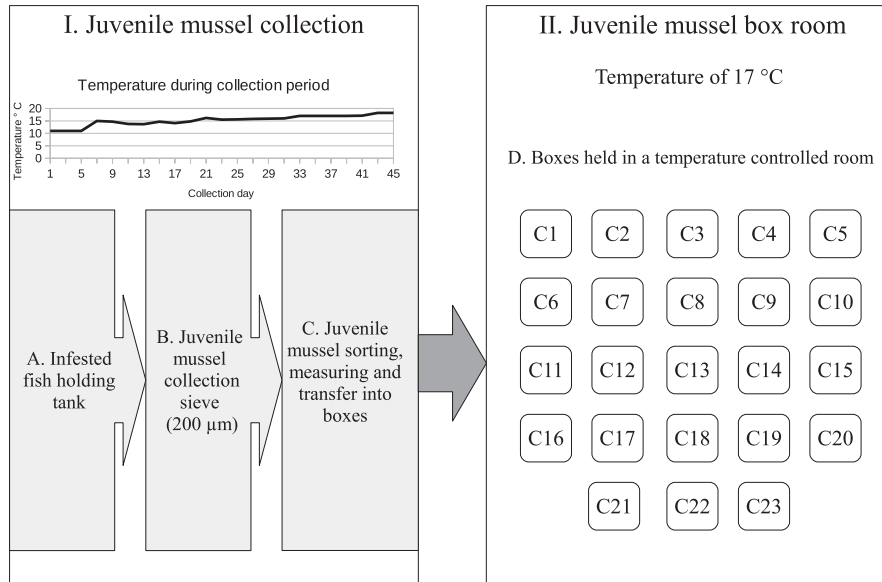 I. Juvenile mussel collection
Temperature during collection period
Temperature ° C
20
15
10
5
0
1 5 9 13 17 21 25 29 33 37 41 45
Collection day
A. Infested
fish holding
tank
B. Juvenile
mussel
collection
sieve
(200 µm)
C. Juvenile
mussel sorting,
measuring and
transfer into
boxes
II. Juvenile mussel box room
Temperature of 17 °C
D. Boxes held in a temperature controlled room
C1 C2 C3 C4 C5
C6 C7 C8 C9 C10
C11 C12 C13 C14 C15
C16 C17 C18 C19 C20
C21 C22 C23